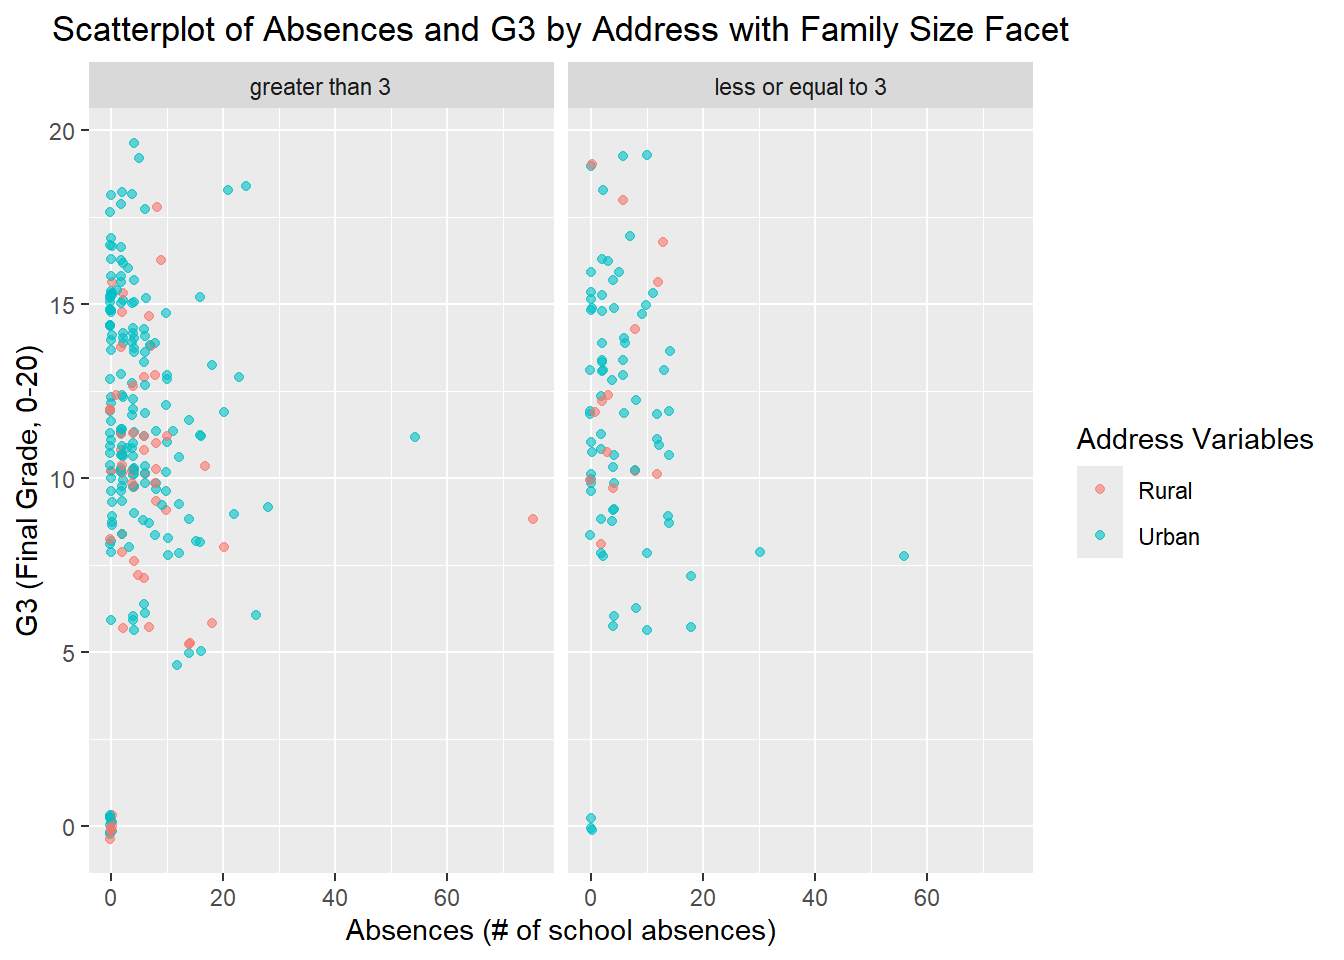 Scatterplot of Absences and G3 by Address with Family Size Facet
greater than 3
less or equal to 3
20
15
10
5
0
G3 (Final Grade, 0-20)
0 20 40 60
0 20 40 60
Absences (# of school absences)
Address Variables
Rural
Urban